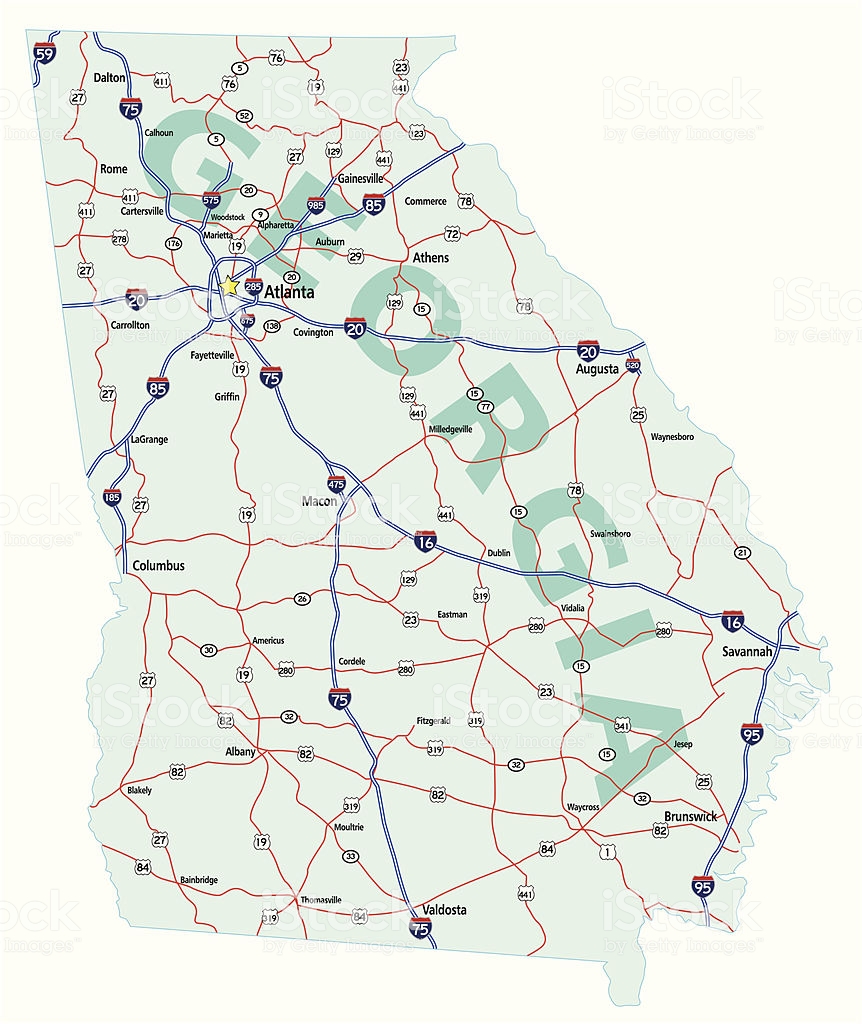 59
Dalton
411
5
76
76
23
441
19
27
75
52
Calhoun
5
123
129
27
441
Rome
Gainesville
85
985
575
20
Commerce
78
411
411
Cartersville
Woodstock
9
Alpharetta
278
176
Marietta
19
Auburn
72
29
Athens
27
20
285
Atlanta
20
129
15
78
Carrollton
675
138
Covington
20
20
Augusta
520
Fayetteville
19
75
85
27
Griffin
129
441
15
77
25
LaGrange
Milledgeville
Waynesboro
185
27
475
Macon
78
19
441
15
16
Swainsboro
21
Dublin
Columbus
129
319
26
23
Eastman
Vidalia
280
280
16
Savannah
30
Americus
19
280
Cordele
280
15
27
75
23
82
32
Fitzgerald
319
341
95
Albany
82
319
Jesep
15
82
32
25
Blakely
82
32
319
Waycross
Brunswick
82
27
19
Moultrie
33
84
1
84
Bainbridge
95
Thomasville
441
319
84
Valdosta
75
GEORGIA
iStock
by Getty Images™